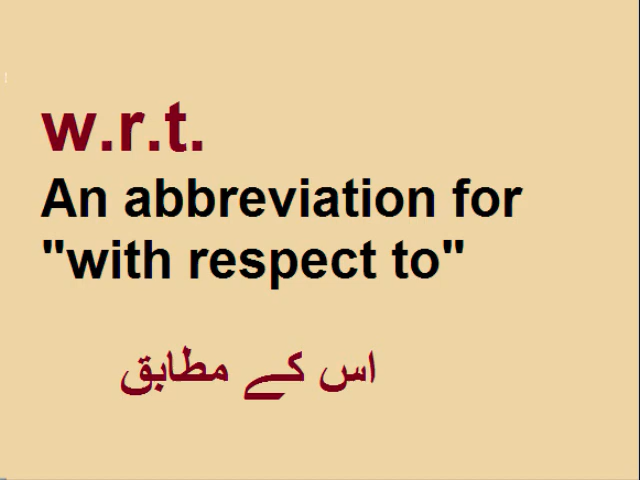 w.r.t.
An abbreviation for
"with respect to"
اس کے مطابق